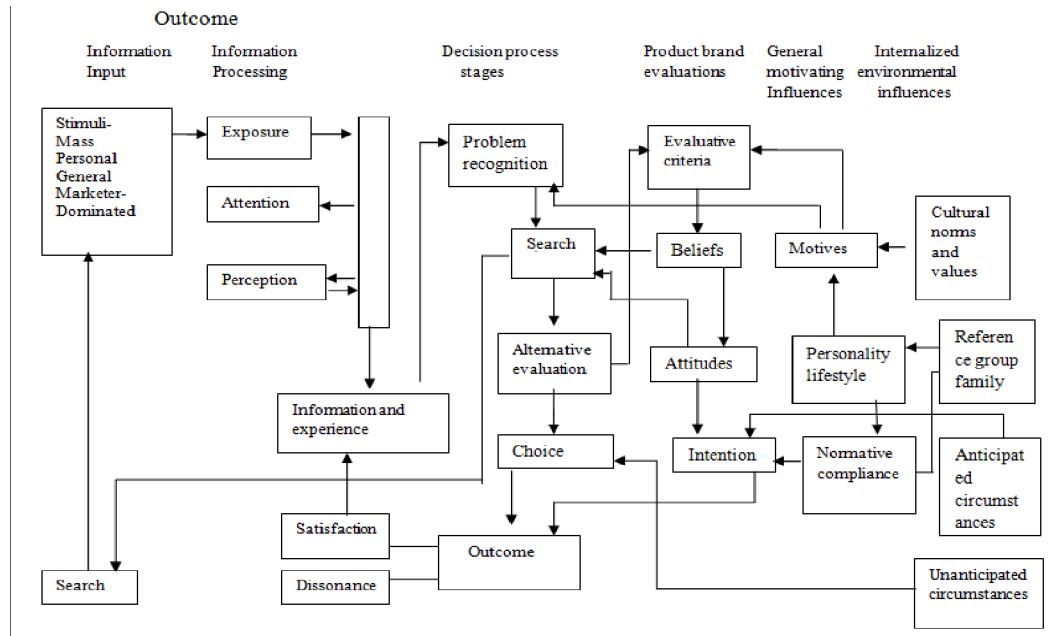 Outcome
Information
Input
Information
Processing
Decision process
stages
Product brand
evaluations
General
motivating
Influences
Internalized
environmental
influences
Stimuli-
Mass
Personal
General
Marketer-
Dominated
Exposure
Attention
Perception
Problem
recognition
Evaluative
criteria
Search
Beliefs
Motives
Cultural
norms
and
values
Alternative
evaluation
Attitudes
Personality
lifestyle
Referen
ce group
family
Information and
experience
Choice
Intention
Normative
compliance
Anticipat
ed
circumst
ances
Satisfaction
Outcome
Search
Dissonance
Unanticipated
circumstances